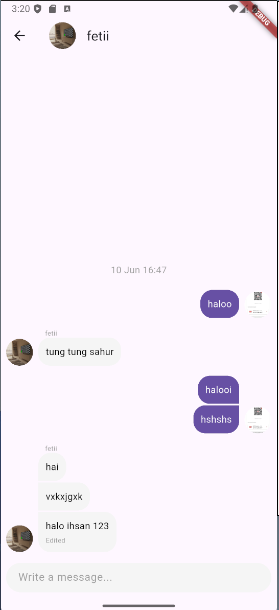 3:20
DEBUG
fetii
10 Jun 16:47
haloo
fetii
tung tung sahur
halooi
hshshs
fetii
hai
vxkxjgxk
halo ihsan 123
Edited
Write a message...